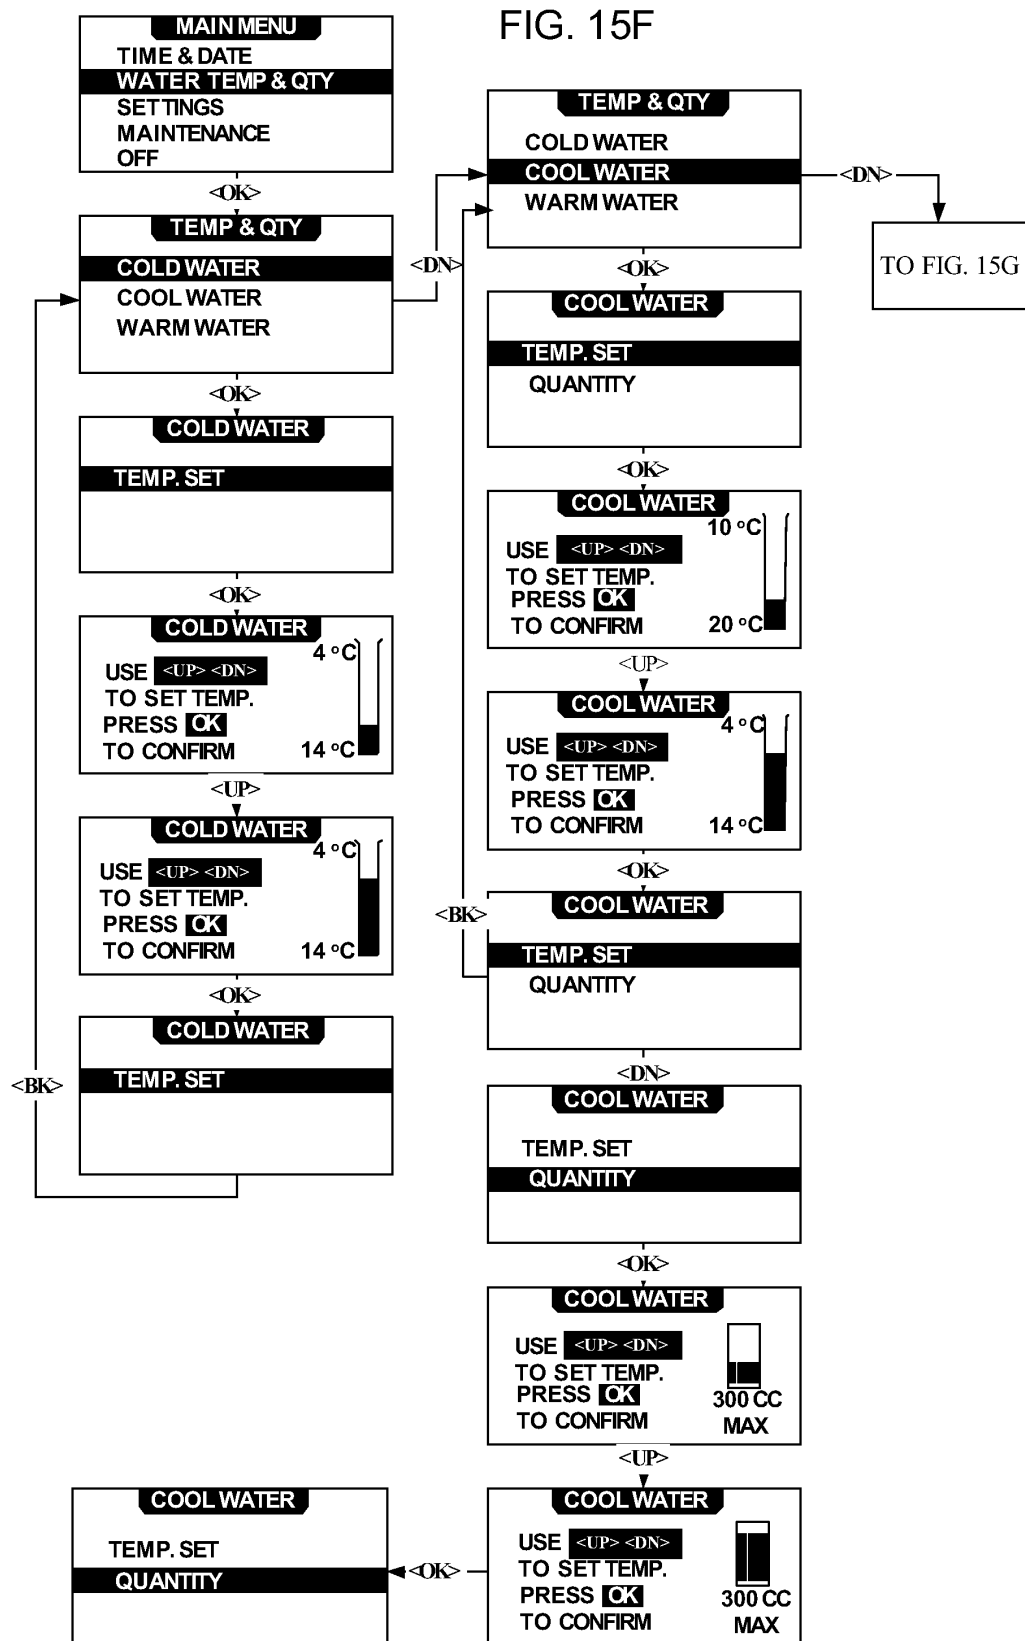 FIG. 15F
MAIN MENU
TIME & DATE
WATER TEMP & QTY
SETTINGS
MAINTENANCE
OFF
<OK>
TEMP & QTY
COLD WATER
COOL WATER
WARM WATER
<DN>
<OK>
COLD WATER
TEMP. SET
<OK>
COLD WATER
4 °C
USE <UP> <DN>
TO SET TEMP.
PRESS OK
TO CONFIRM
14 °C
<UP>
COLD WATER
4 °C
USE <UP> <DN>
TO SET TEMP.
PRESS OK
TO CONFIRM
14 °C
<OK>
COLD WATER
TEMP. SET
<BK>
TEMP & QTY
COLD WATER
COOL WATER
WARM WATER
<DN>
TO FIG. 15G
<OK>
COOL WATER
TEMP. SET
QUANTITY
<OK>
COOL WATER
10 °C
USE <UP> <DN>
TO SET TEMP.
PRESS OK
TO CONFIRM
20 °C
<UP>
COOL WATER
4 °C
USE <UP> <DN>
TO SET TEMP.
PRESS OK
TO CONFIRM
14 °C
<OK>
<BK>
COOL WATER
TEMP. SET
QUANTITY
<DN>
COOL WATER
TEMP. SET
QUANTITY
<OK>
COOL WATER
USE <UP> <DN>
TO SET TEMP.
PRESS OK
TO CONFIRM
300 CC
MAX
<UP>
COOL WATER
USE <UP> <DN>
TO SET TEMP.
PRESS OK
TO CONFIRM
300 CC
MAX
<OK>
COOL WATER
TEMP. SET
QUANTITY